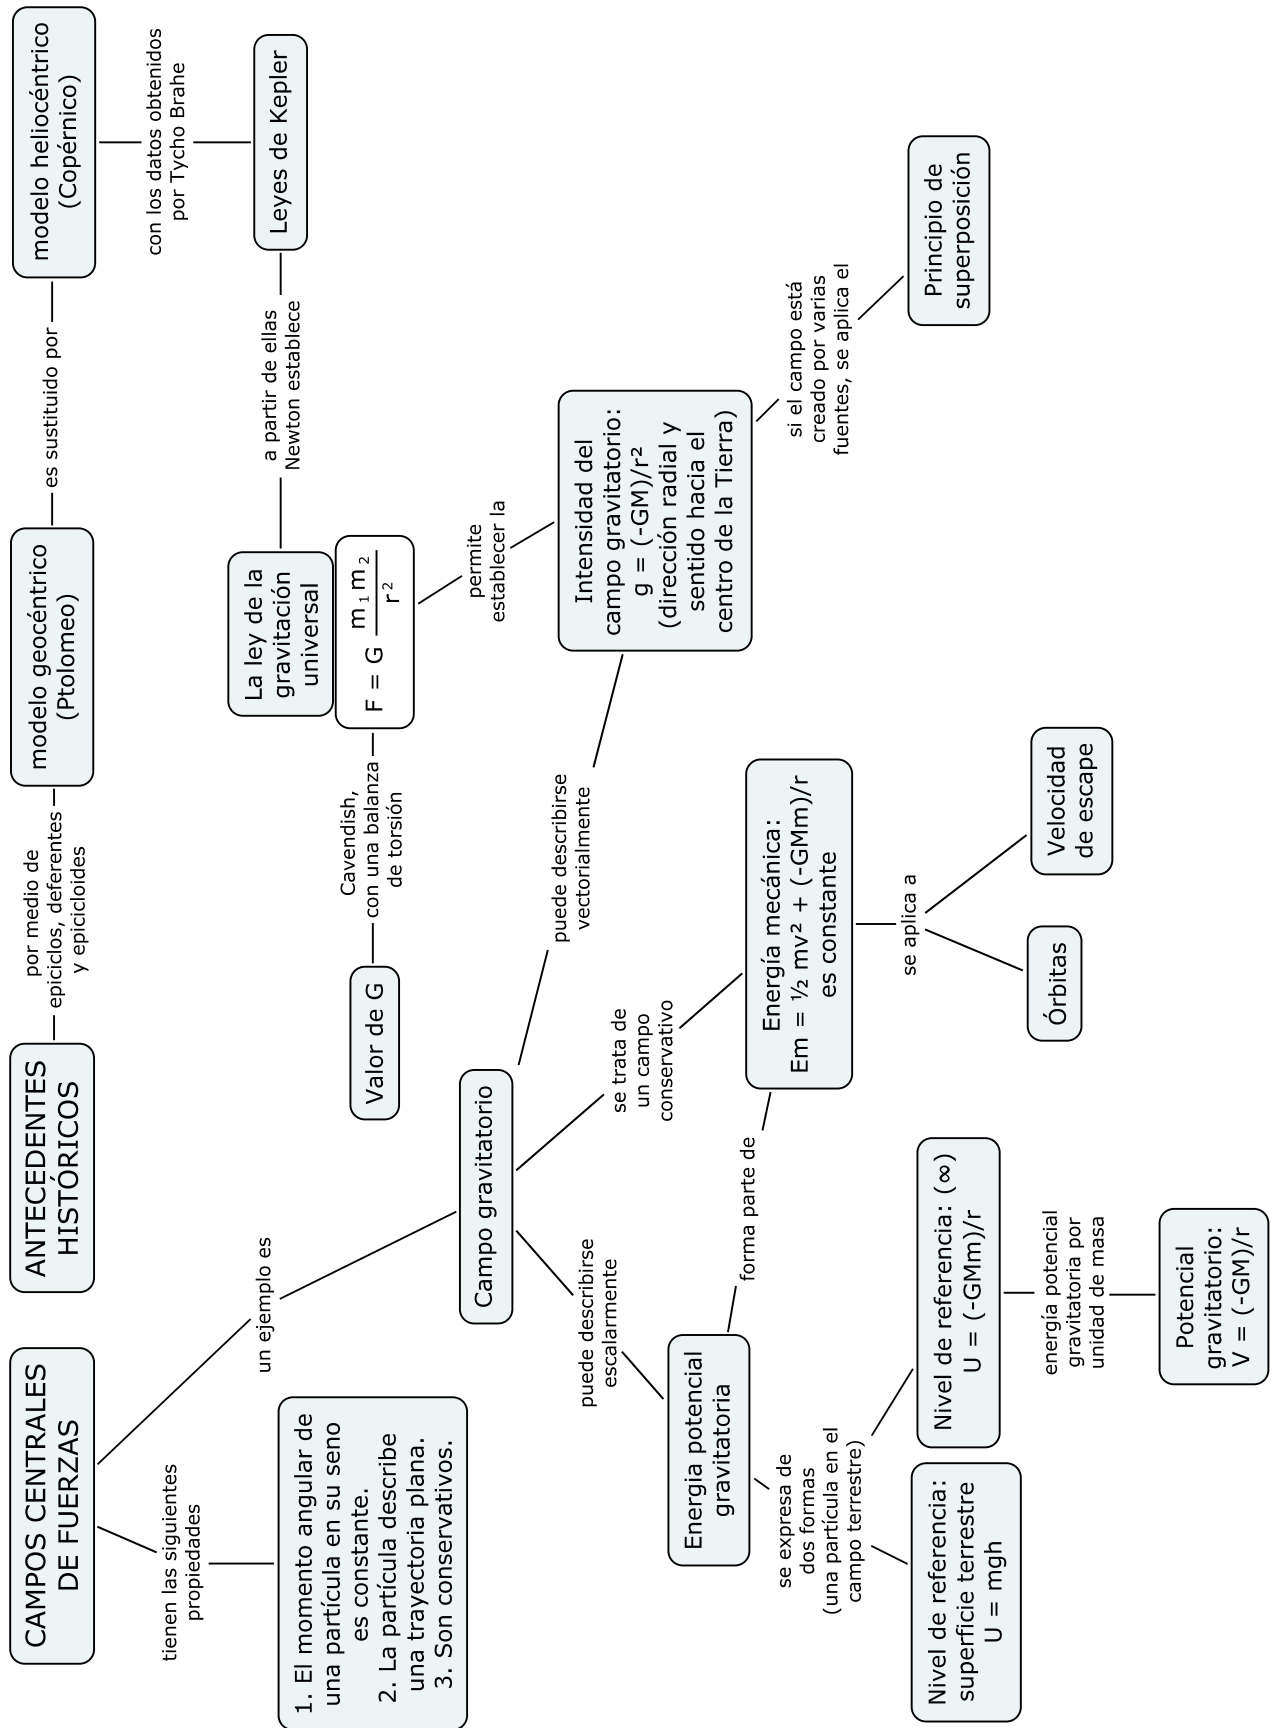 CAMPOS CENTRALES
DE FUERZAS
tienen las siguientes
propiedades
1. El momento angular de
una partícula en su seno
es constante.
2. La partícula describe
una trayectoria plana.
3. Son conservativos.
un ejemplo es
Campo gravitatorio
puede describirse
escalarmente
Energia potencial
gravitatoria
se expresa de
dos formas
(una partícula en el
campo terrestre)
Nivel de referencia:
superficie terrestre
U = mgh
Nivel de referencia: (∞)
U = (-GMm)/r
energía potencial
gravitatoria por
unidad de masa
Potencial
gravitatorio:
V = (-GM)/r
forma parte de
se trata de
un campo
conservativo
Energía mecánica:
Em = ½ mv² + (-GMm)/r
es constante
se aplica a
Órbitas
Velocidad
de escape
puede describirse
vectorialmente
ANTECEDENTES
HISTÓRICOS
por medio de
epiciclos, deferentes
y epicicloides
modelo geocéntrico
(Ptolomeo)
es sustituido por
modelo heliocéntrico
(Copérnico)
con los datos obtenidos
por Tycho Brahe
Leyes de Kepler
a partir de ellas
Newton establece
La ley de la
gravitación
universal
F = G m₁ m₂ / r²
Cavendish,
con una balanza
de torsión
Valor de G
permite
establecer la
Intensidad del
campo gravitatorio:
g = (-GM)/r²
(dirección radial y
sentido hacia el
centro de la Tierra)
si el campo está
creado por varias
fuentes, se aplica el
Principio de
superposición